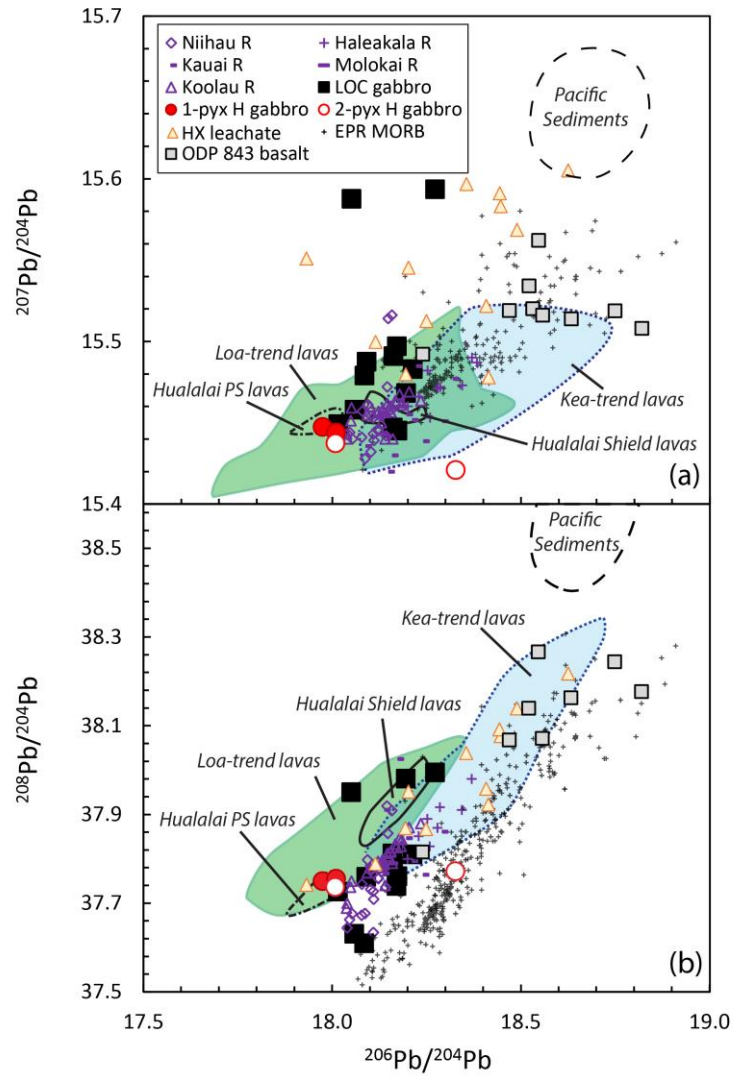 15.7
15.6
15.5
15.4
²⁰⁷Pb/²⁰⁴Pb
Niihau R
Haleakala R
Kauai R
Molokai R
Koolau R
LOC gabbro
1-pyx H gabbro
2-pyx H gabbro
HX leachate
EPR MORB
ODP 843 basalt
Pacific
Sediments
Loa-trend lavas
Hualalai PS lavas
Kea-trend lavas
Hualalai Shield lavas
(a)
38.5
38.3
38.1
37.9
37.7
37.5
²⁰⁸Pb/²⁰⁴Pb
Pacific
Sediments
Kea-trend lavas
Hualalai Shield lavas
Loa-trend lavas
Hualalai PS lavas
(b)
17.5 18.0 18.5 19.0
²⁰⁶Pb/²⁰⁴Pb